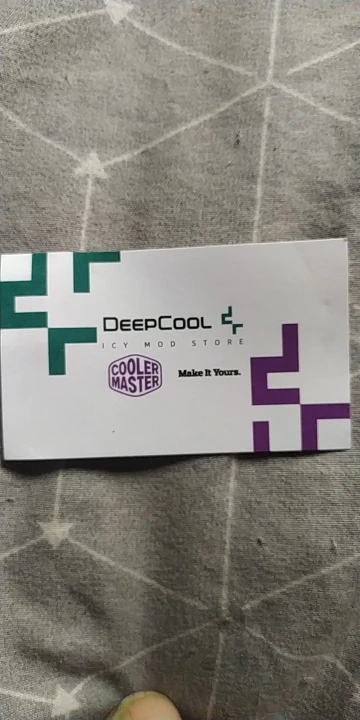 DEEPCOOL
ICY MOD STORE
COOLER
MASTER
Make It Yours.